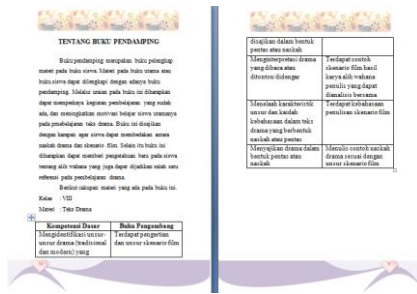 TENTANG BUKU PENDAMPING
Buku pendamping merupakan buku pelengkap
materi pada buku siswa. Materi pada buku utama atau
buku siswa dapat dilengkapi dengan adanya buku
pendamping. Melalui uraian pada buku ini diharapkan
dapat memperkaya kegiatan pembelajaran yang sudah
ada, dan meningkatkan motivasi belajar siswa utamanya
pada pembelajaran teks drama. Buku ini disajikan
dengan harapan agar siswa dapat membedakan antara
naskah drama dan skenario film. Selain itu buku ini
diharapkan dapat memberi pengetahuan baru pada siswa
tentang alih wahana yang juga dapat dijadikan salah satu
referensi pada pembelajaran drama.
Berikut cakupan materi yang ada pada buku ini.
Kelas : VIII
Materi : Teks Drama
Kompetensi Dasar Buku Pengembang
Mengidentifikasi unsur- Terdapat pengertian
unsur drama (tradisional dan unsur skenario film
dan modern) yang
disajikan dalam bentuk
pentas atau naskah
Menginterpretasi drama Terdapat contoh
yang dibaca atau skenario film hasil
ditonton/didengar karya alih wahana
penulis yang dapat
dianalisis bersama
Menelaah karakteristik Terdapat kebahasaan
unsur dan kaidah penulisan skenario film
kebahasaan dalam teks
drama yang berbentuk
naskah atau pentas
Menyajikan drama dalam Menulis contoh naskah
bentuk pentas atau drama sesuai dengan
naskah unsur skenario film